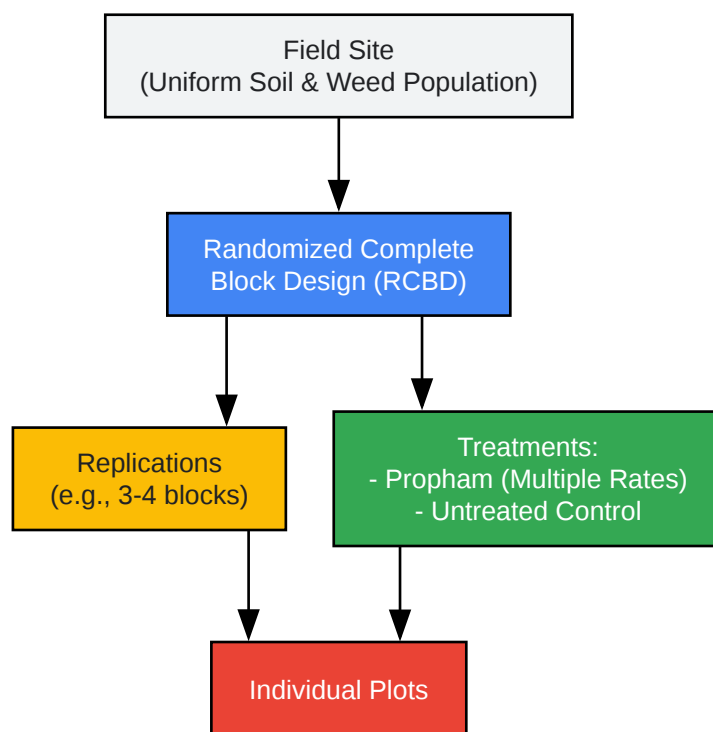 Field Site
(Uniform Soil & Weed Population)
Randomized Complete
Block Design (RCBD)
Replications
(e.g., 3-4 blocks)
Treatments:
- Propham (Multiple Rates)
- Untreated Control
Individual Plots